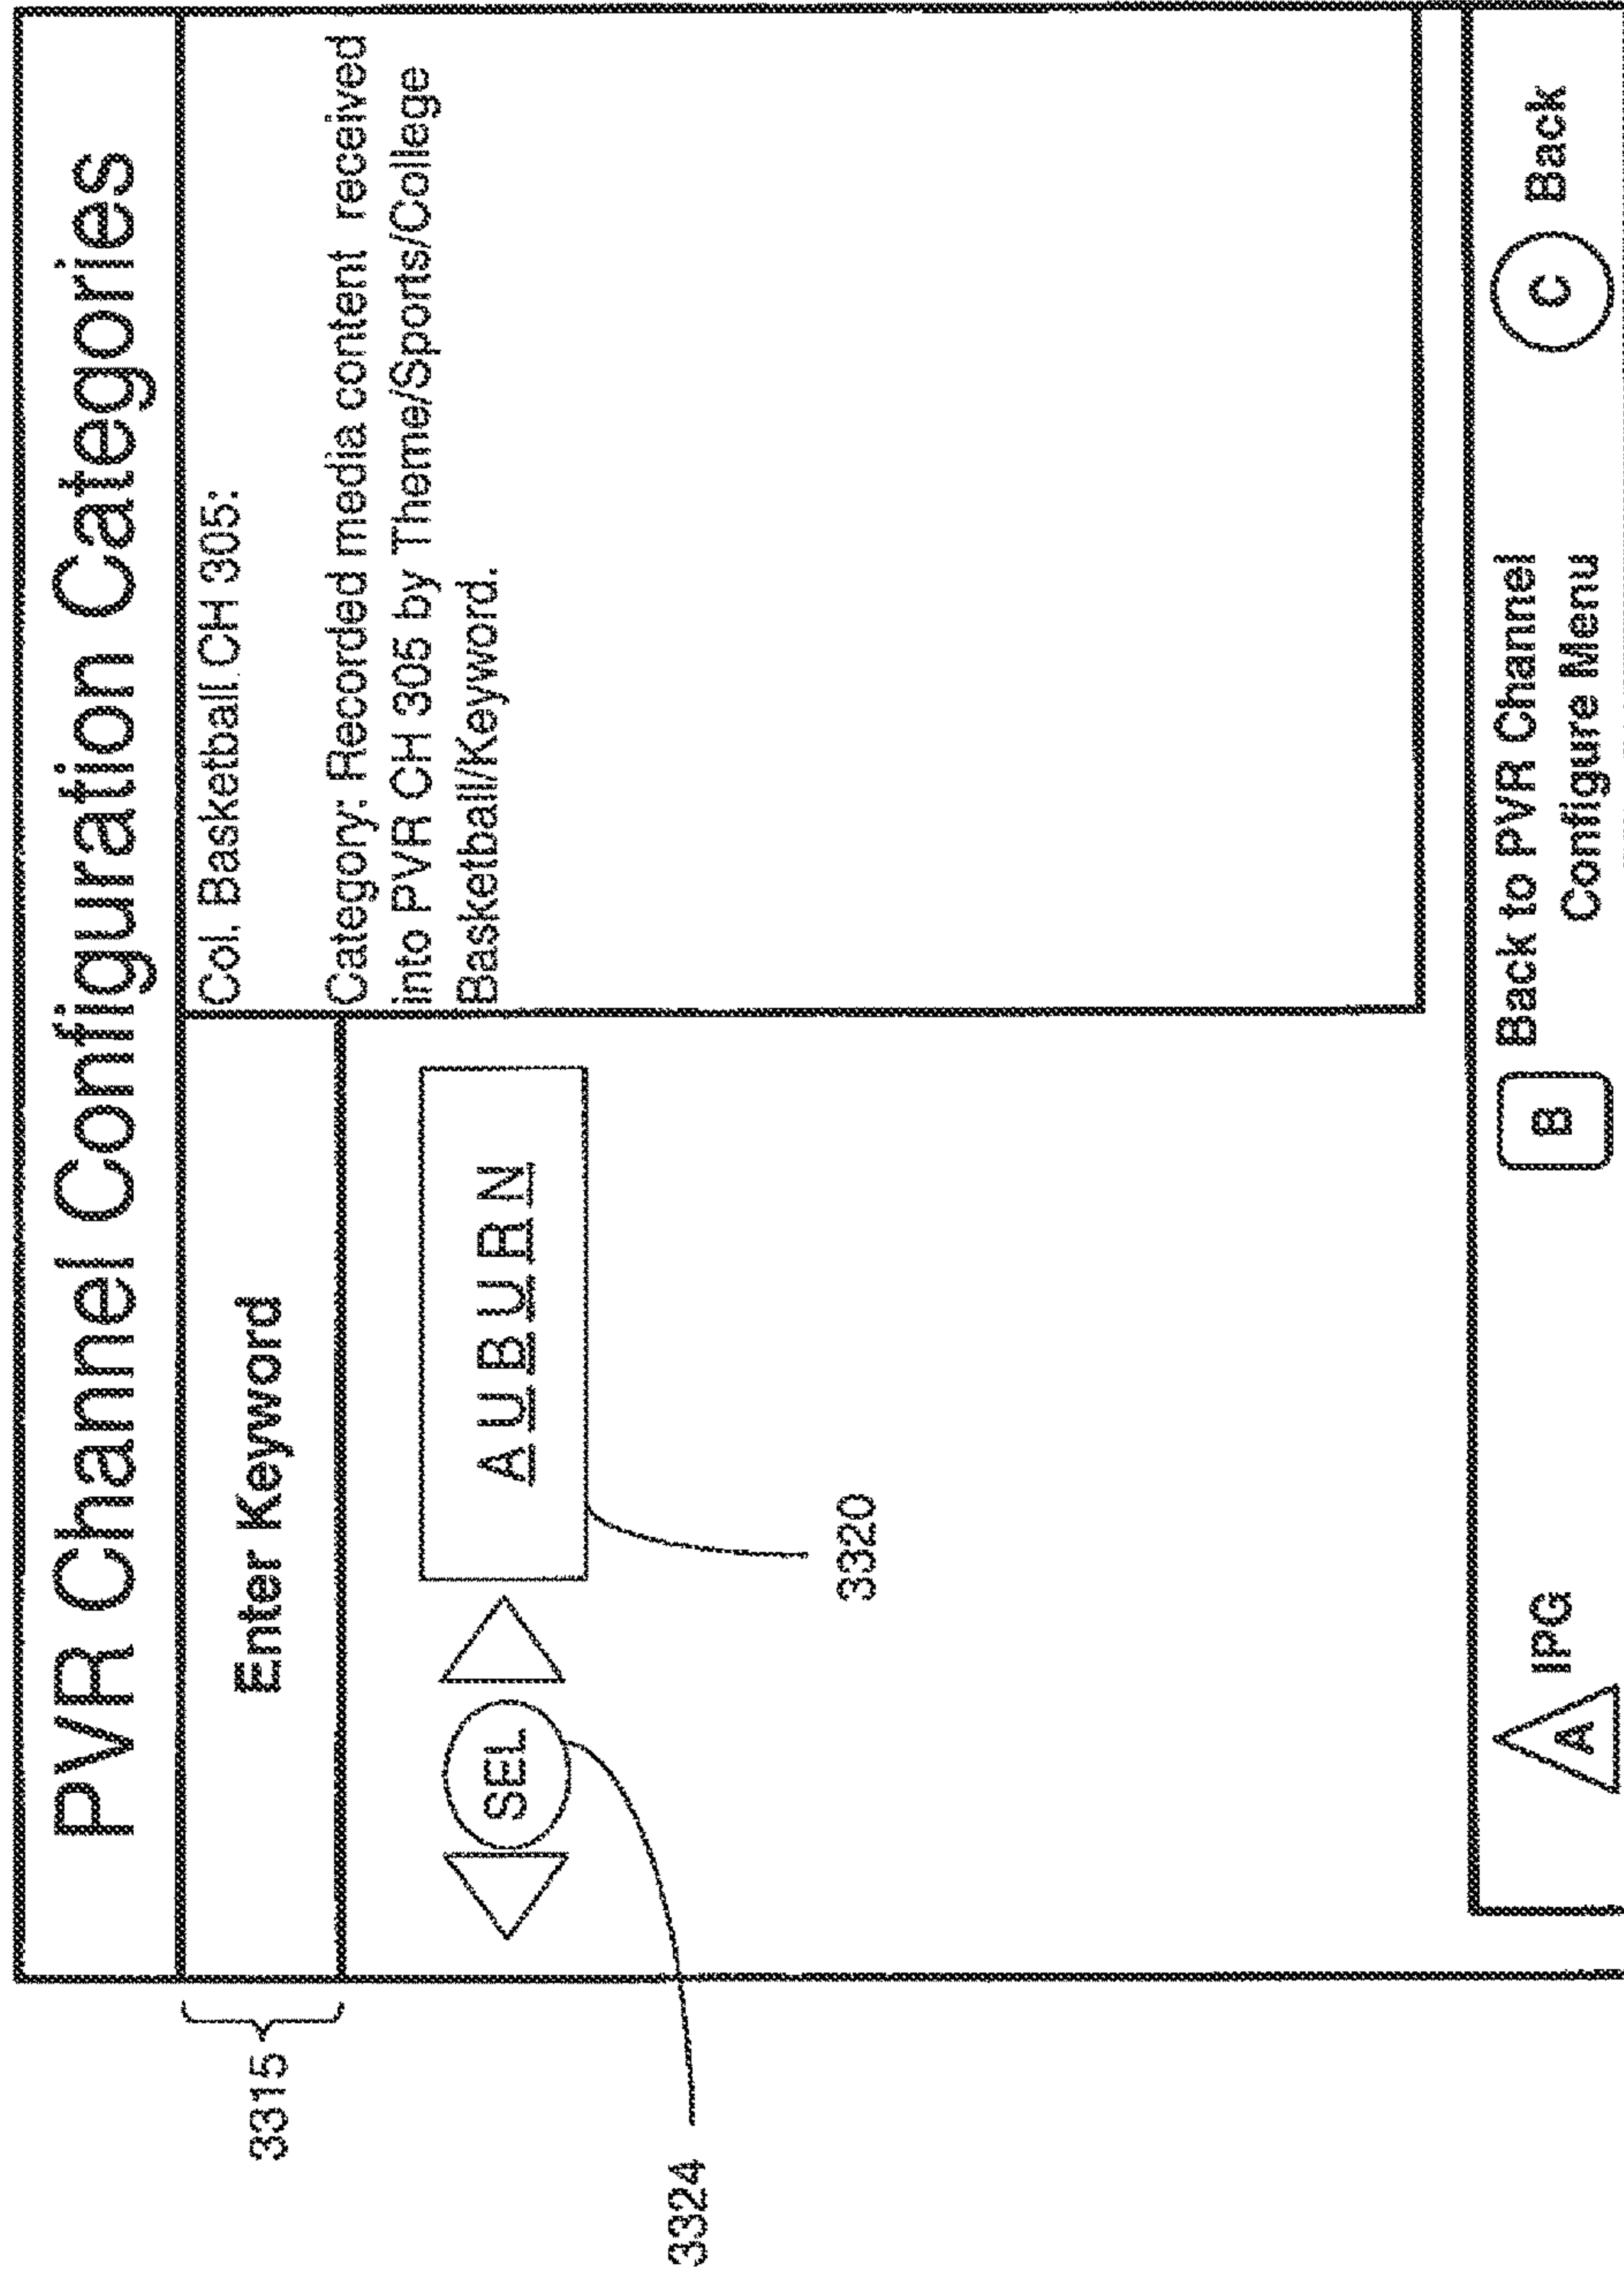 PVR Channel Configuration Categories
3315
Enter Keyword
Col. Basketball.CH 305:
Category: Recorded media content received
into PVR CH 305 by Theme/Sports/College
Basketball/Keyword.
3324
SEL
AUBURN
3320
A IPG
B Back to PVR Channel
Configure Menu
C Back